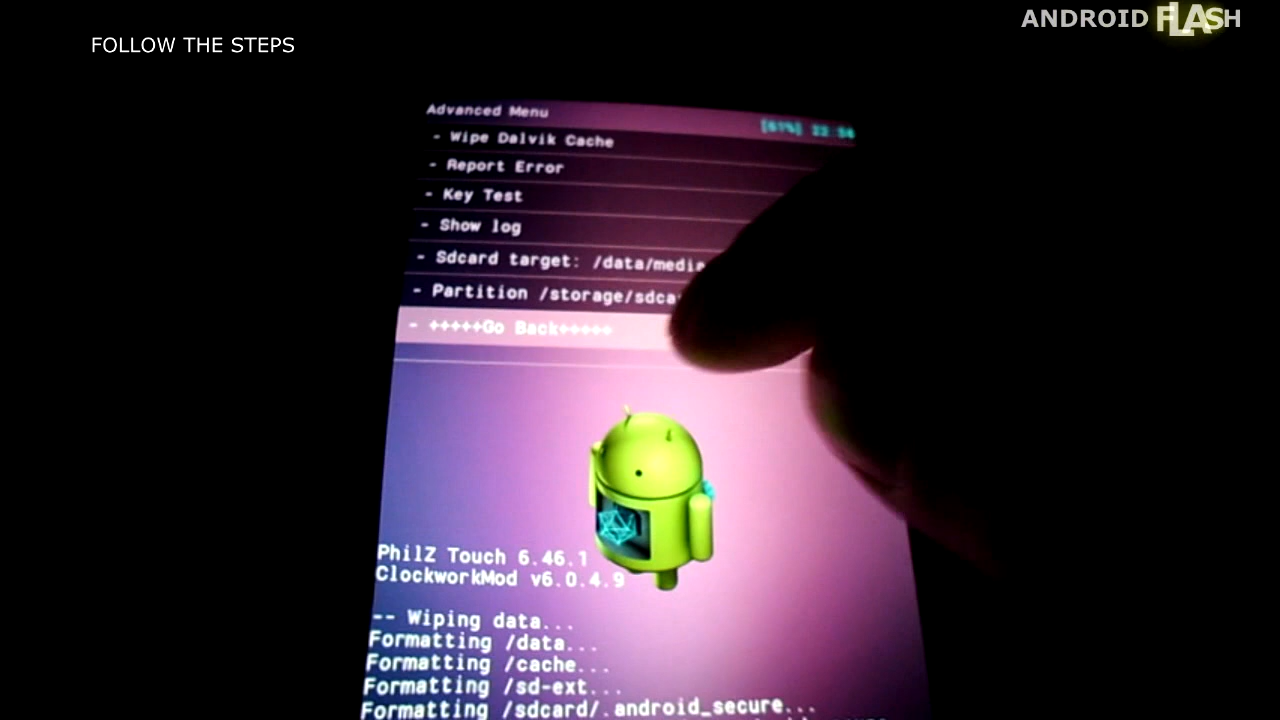 ANDROID FLASH
FOLLOW THE STEPS
Advanced Menu
- Wipe Dalvik Cache
- Report Error
- Key Test
- Show log
- Sdcard target: /data/media
- Partition /storage/sdca
- +++++Go Back+++++
PhilZ Touch 6.46.1
ClockworkMod v6.0.4.9
-- Wiping data...
Formatting /data...
Formatting /cache...
Formatting /sd-ext...
Formatting /sdcard/.android_secure...